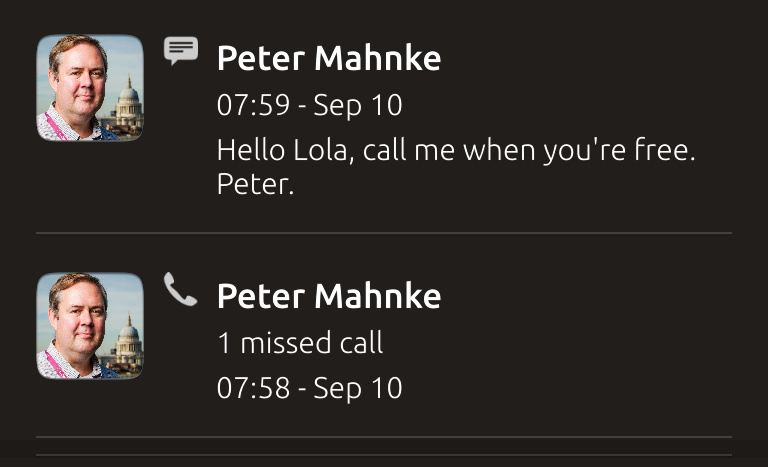 Peter Mahnke
07:59 - Sep 10
Hello Lola, call me when you're free.
Peter.
Peter Mahnke
1 missed call
07:58 - Sep 10